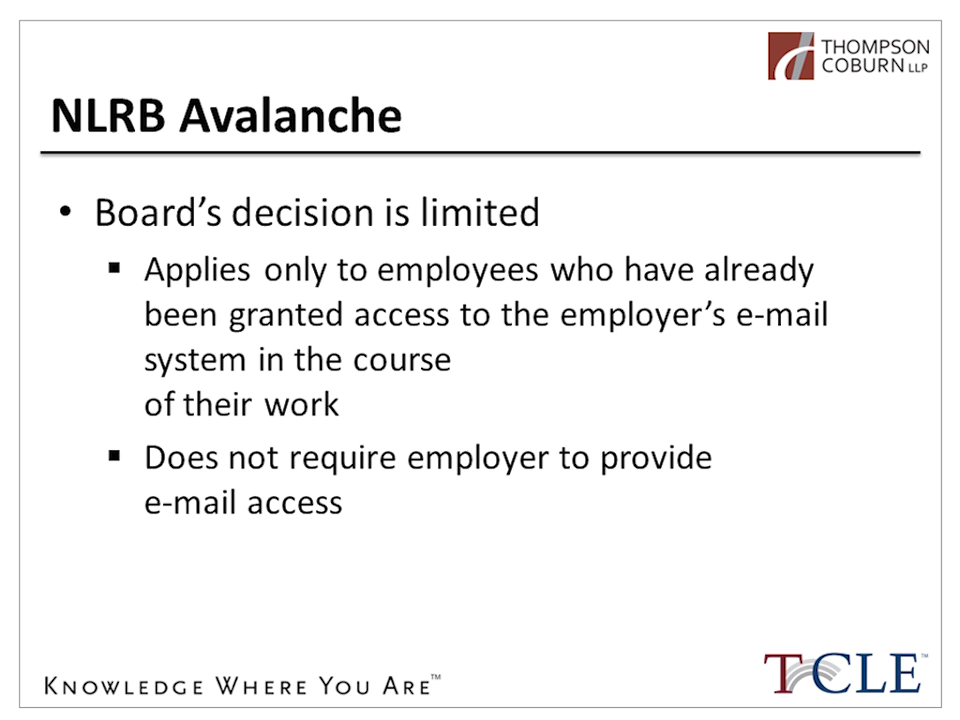 THOMPSON
COBURN LLP
NLRB Avalanche
• Board’s decision is limited
▪ Applies only to employees who have already
been granted access to the employer’s e-mail
system in the course
of their work
▪ Does not require employer to provide
e-mail access
KNOWLEDGE WHERE YOU ARE™
TCLE™